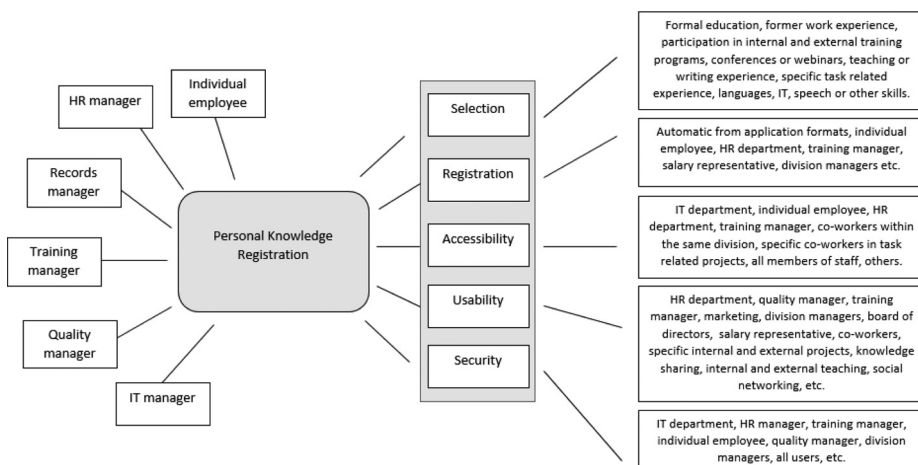 Individual
employee
HR manager
Records
manager
Training
manager
Quality
manager
IT manager
Personal Knowledge
Registration
Selection
Registration
Accessibility
Usability
Security
Formal education, former work experience,
participation in internal and external training
programs, conferences or webinars, teaching or
writing experience, specific task related
experience, languages, IT, speech or other skills.
Automatic from application formats, individual
employee, HR department, training manager,
salary representative, division managers etc.
IT department, individual employee, HR
department, training manager, co-workers within
the same division, specific co-workers in task
related projects, all members of staff, others.
HR department, quality manager, training
manager, marketing, division managers, board of
directors, salary representative, co-workers,
specific internal and external projects, knowledge
sharing, internal and external teaching, social
networking, etc.
IT department, HR manager, training manager,
individual employee, quality manager, division
managers, all users, etc.